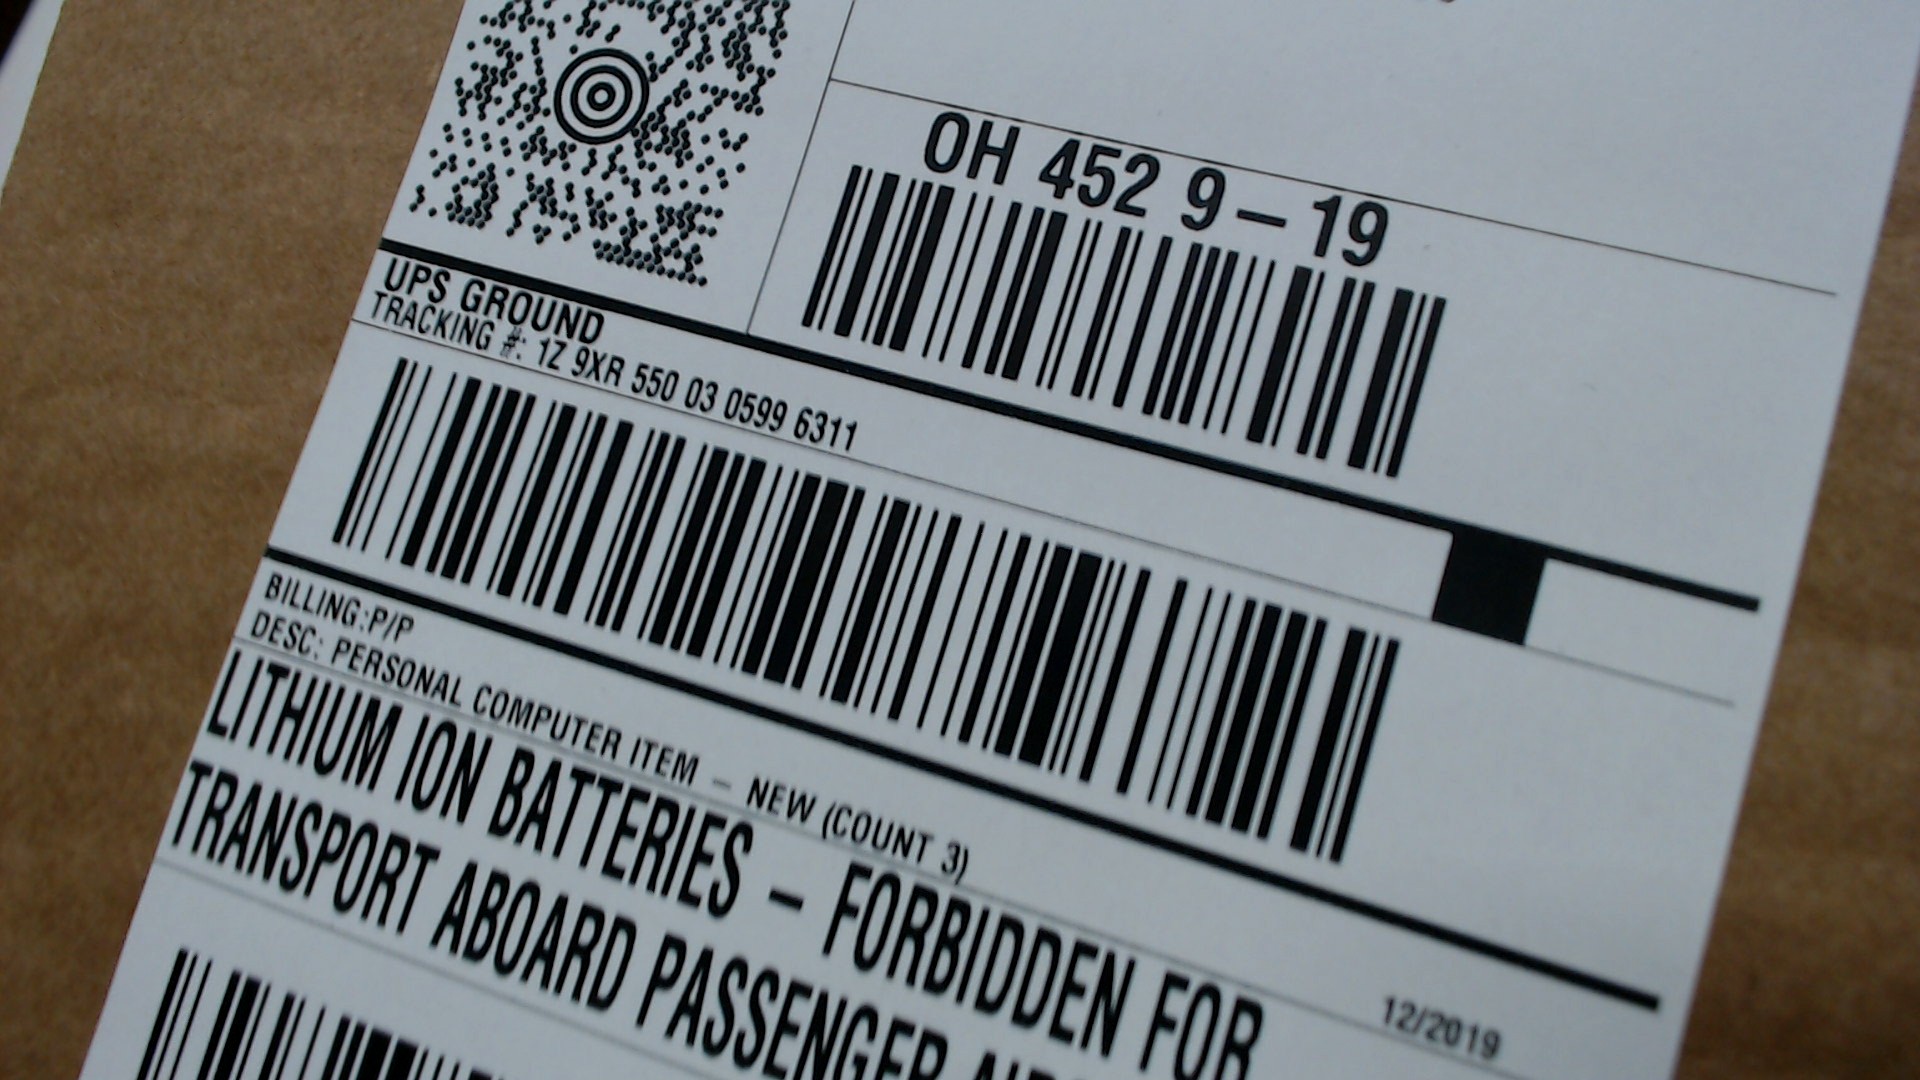 OH 452 9-19
UPS GROUND
TRACKING #: 1Z 9XR 550 03 0599 6311
BILLING:P/P
DESC: PERSONAL COMPUTER ITEM - NEW (COUNT 3)
LITHIUM ION BATTERIES - FORBIDDEN FOR
TRANSPORT ABOARD PASSENGER
12/2019